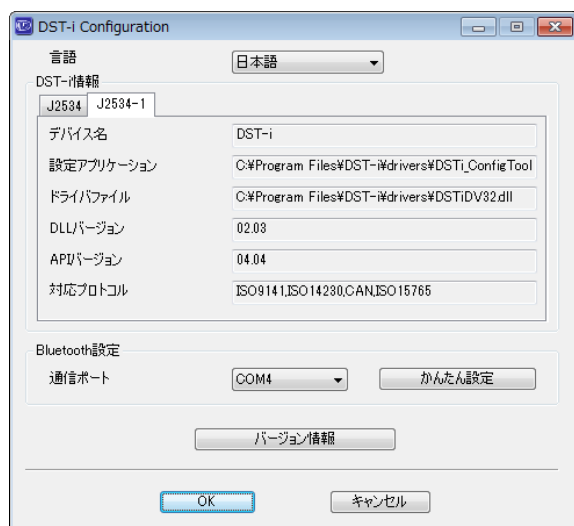 DST-i Configuration
言語 日本語
DST-i情報
J2534 J2534-1
デバイス名 DST-i
設定アプリケーション C:¥Program Files¥DST-i¥drivers¥DSTi_ConfigTool
ドライバファイル C:¥Program Files¥DST-i¥drivers¥DSTiDV32.dll
DLLバージョン 02.03
APIバージョン 04.04
対応プロトコル ISO9141,ISO14230,CAN,ISO15765
Bluetooth設定
通信ポート COM4 かんたん設定
バージョン情報
OK キャンセル